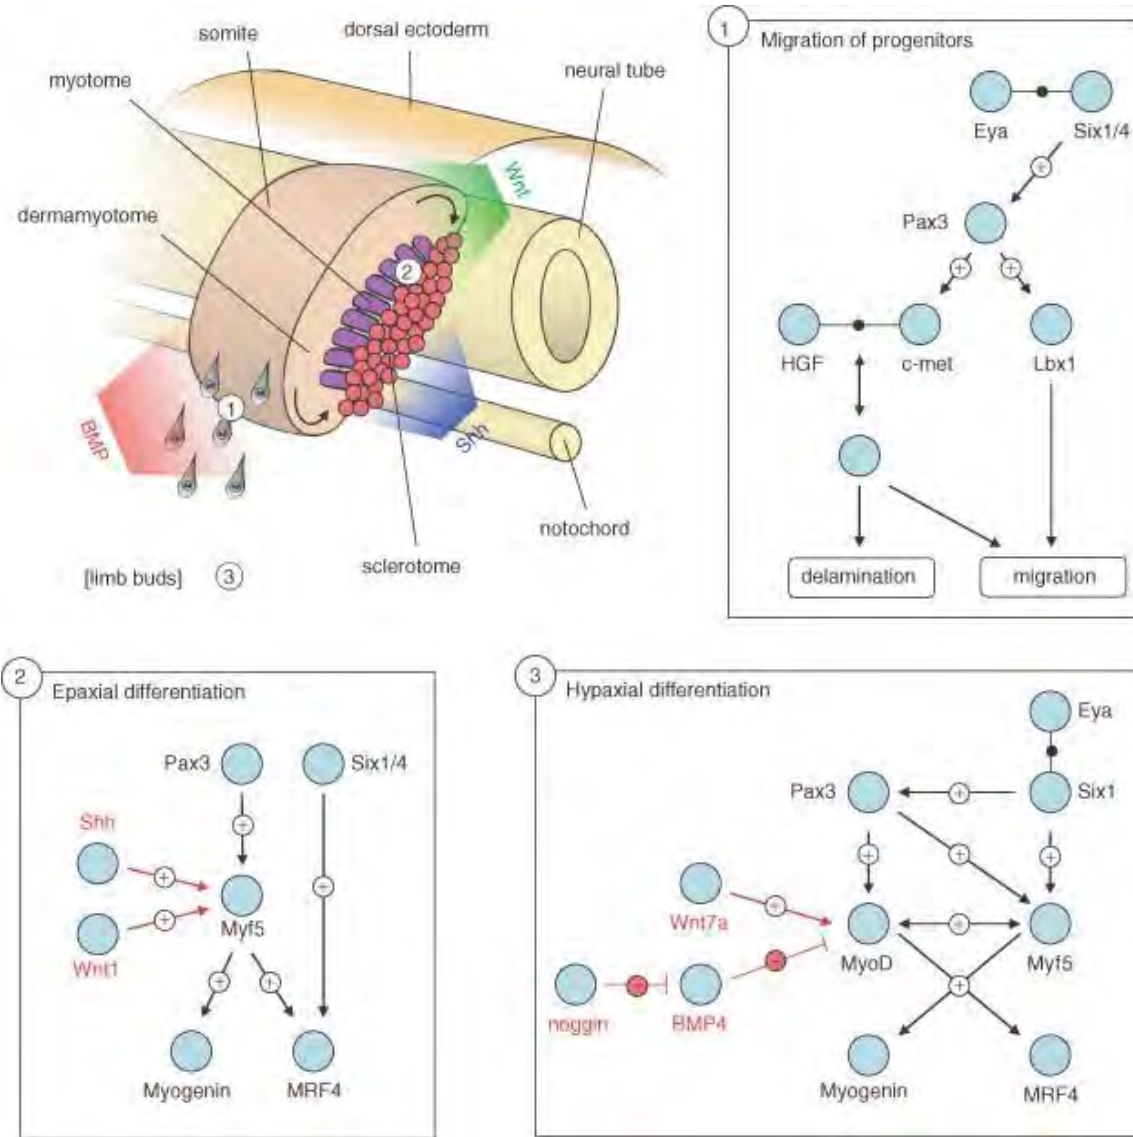 somite
dorsal ectoderm
myotome
neural tube
dermamyotome
Wnt
2
1
BMP
Shh
notochord
sclerotome
[limb buds] 3
1
Migration of progenitors
Eya
Six1/4
+
Pax3
+ +
HGF
c-met
Lbx1
delamination
migration
2
Epaxial differentiation
Pax3
Six1/4
+
Shh
+
+
+
Myf5
Wnt1
+ +
Myogenin
MRF4
3
Hypaxial differentiation
Eya
Pax3
+
Six1
+
+
+
Wnt7a
+
MyoD
+
Myf5
-
+
noggin
-
BMP4
Myogenin
MRF4